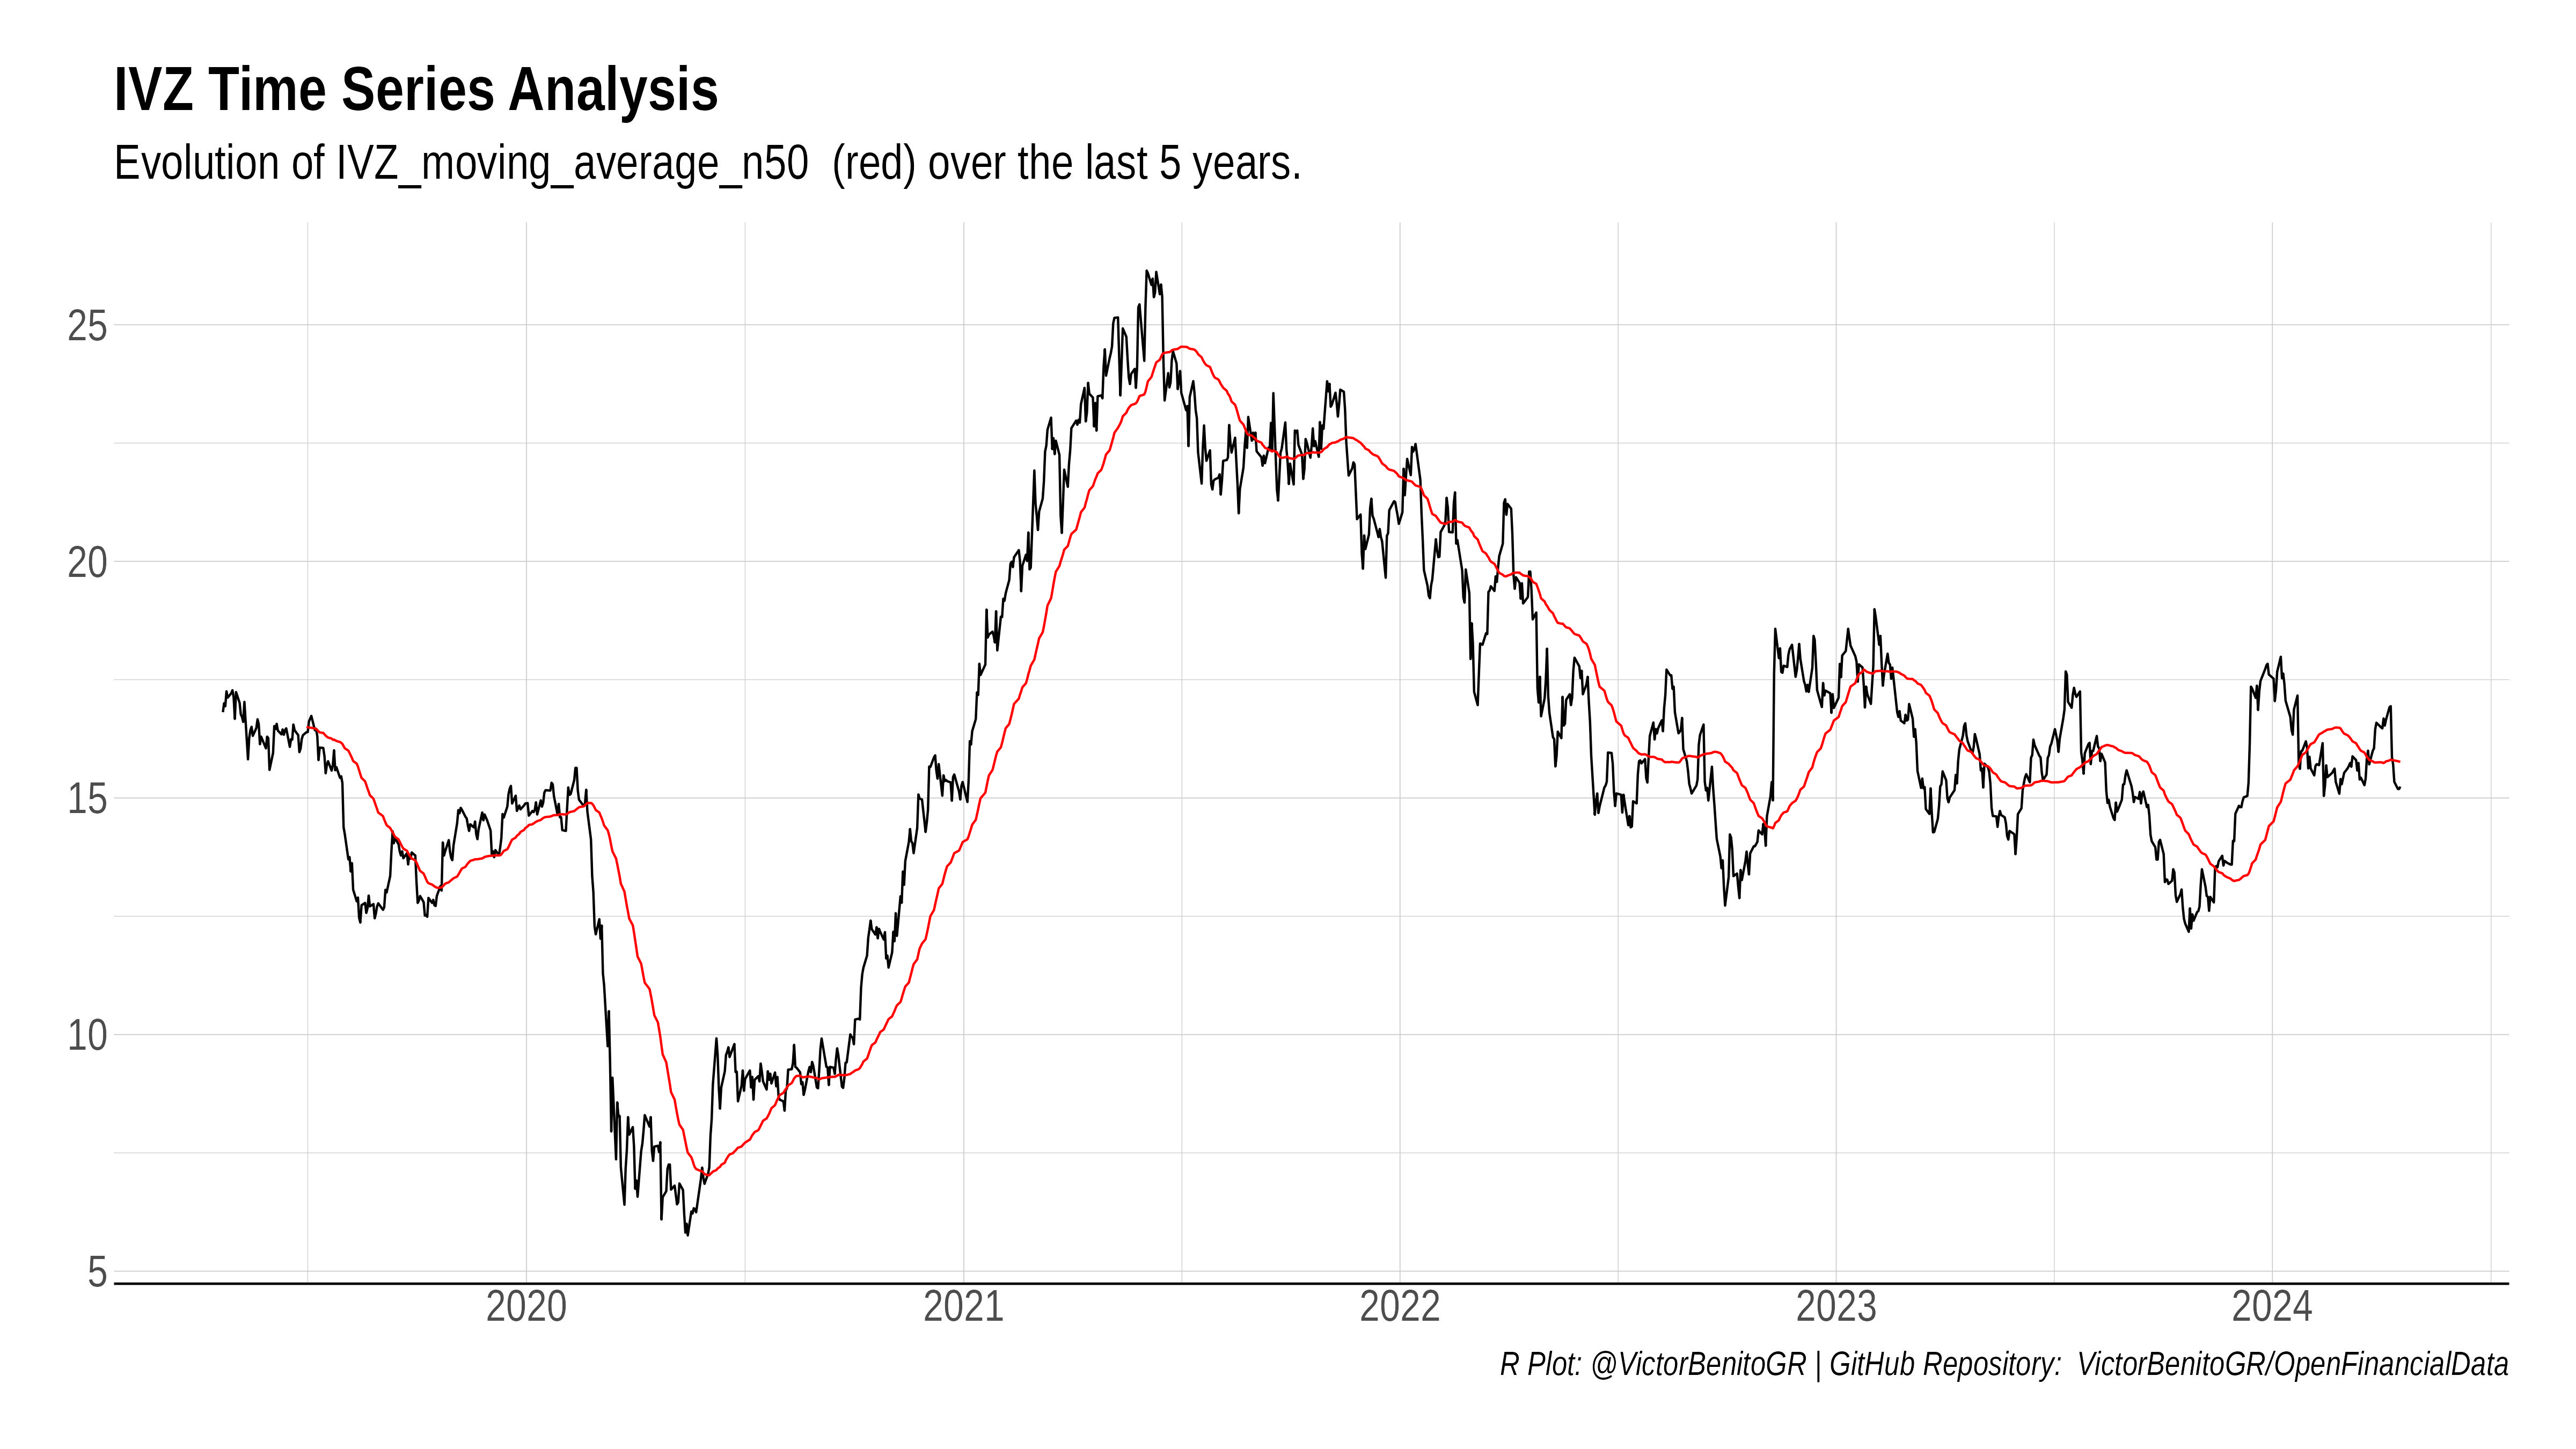 IVZ Time Series Analysis
Evolution of IVZ_moving_average_n50  (red) over the last 5 years.
25
20
15
10
5
2020 2021 2022 2023 2024
R Plot: @VictorBenitoGR | GitHub Repository:  VictorBenitoGR/OpenFinancialData